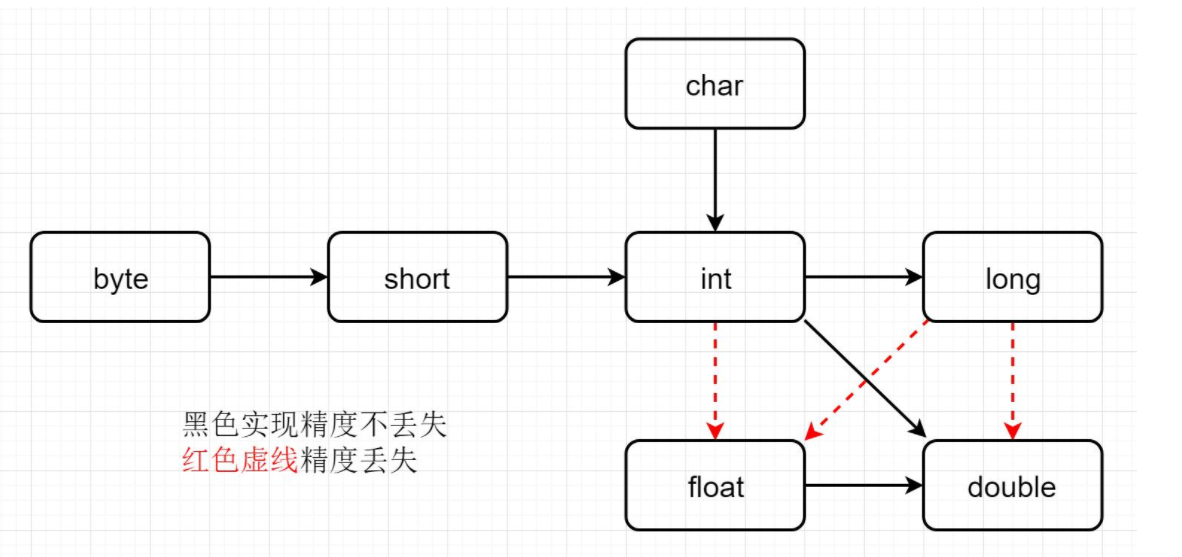 char
byte
short
int
long
黑色实现精度不丢失
红色虚线精度丢失
float
double